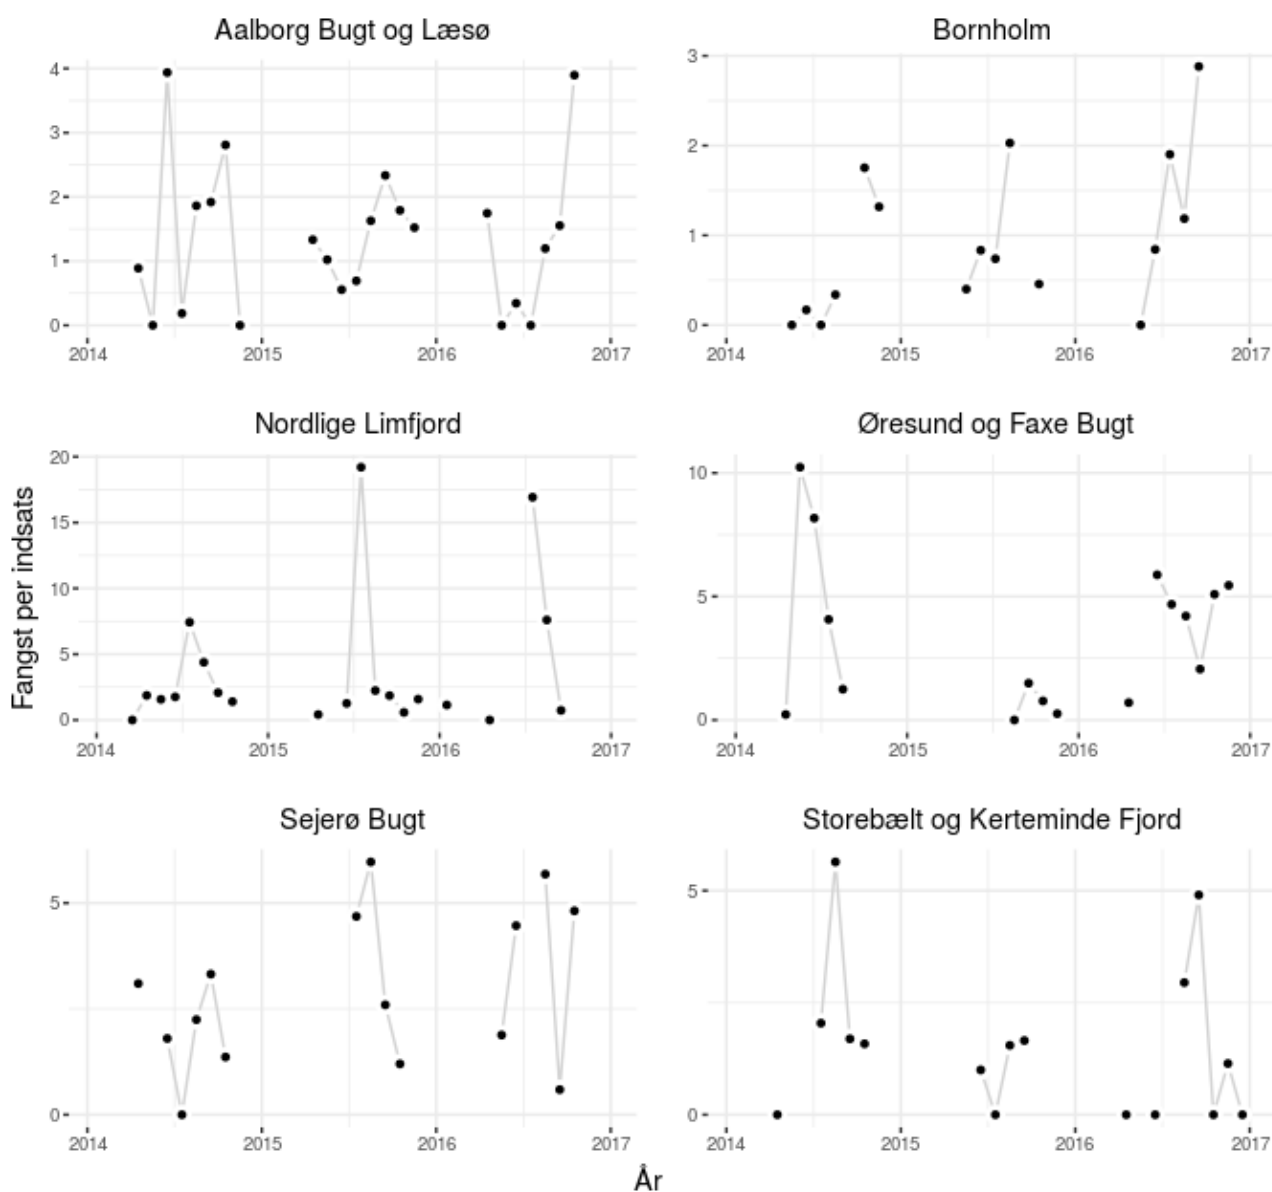 Aalborg Bugt og Læsø
4
3
2
1
0
2014 2015 2016 2017
Bornholm
3
2
1
0
2014 2015 2016 2017
Fangst per indsats
Nordlige Limfjord
20
15
10
5
0
2014 2015 2016 2017
Øresund og Faxe Bugt
10
5
0
2014 2015 2016 2017
Sejerø Bugt
5
0
2014 2015 2016 2017
Storebælt og Kerteminde Fjord
5
0
2014 2015 2016 2017
År